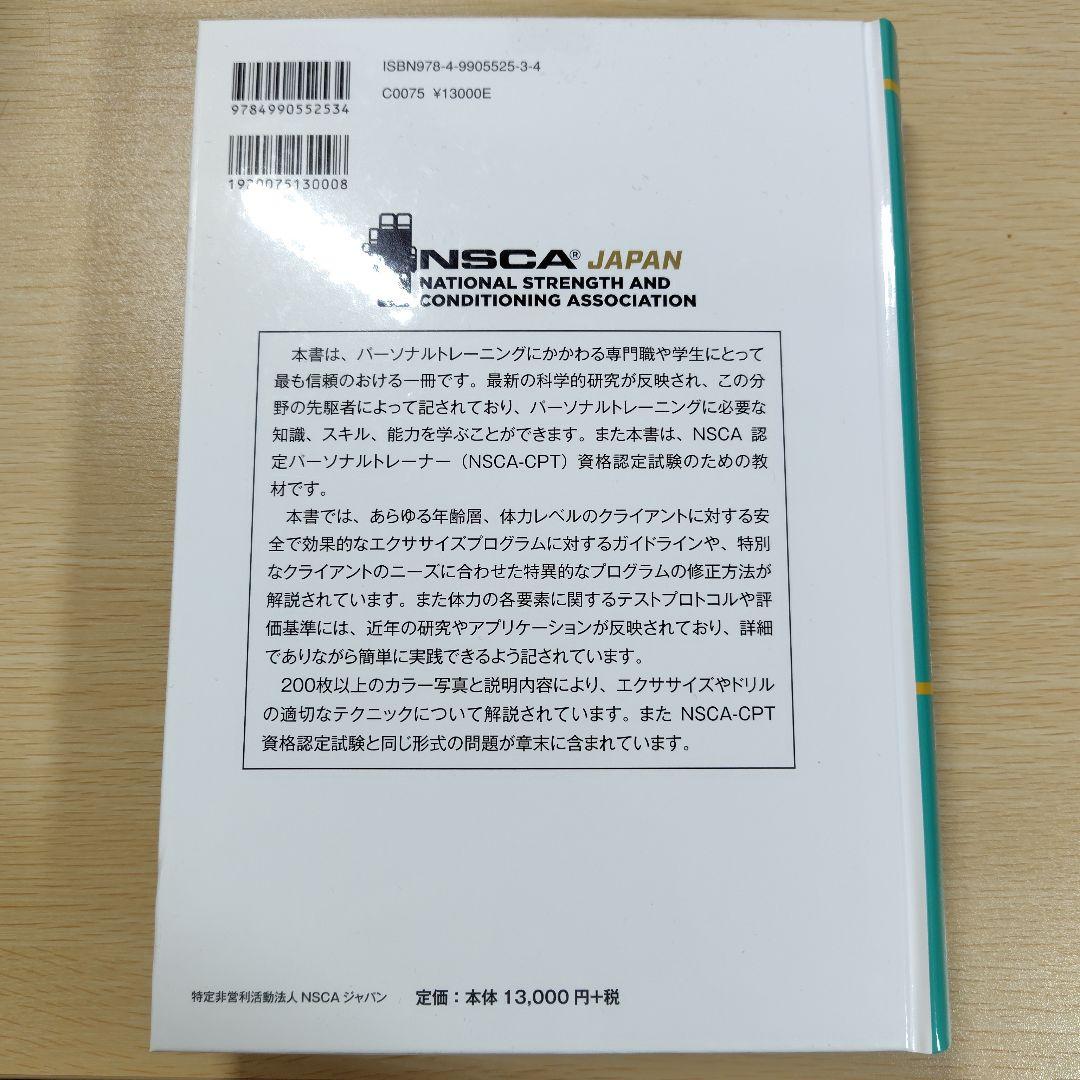 ISBN978-4-9905525-3-4
C0075 ¥13000E
9784990552534
1920075130008
NSCA® JAPAN
NATIONAL STRENGTH AND
CONDITIONING ASSOCIATION
本書は、パーソナルトレーニングにかかわる専門職や学生にとって
最も信頼のおける一冊です。最新の科学的研究が反映され、この分
野の先駆者によって記されており、パーソナルトレーニングに必要な
知識、スキル、能力を学ぶことができます。また本書は、NSCA 認
定パーソナルトレーナー（NSCA-CPT）資格認定試験のための教
材です。
本書では、あらゆる年齢層、体力レベルのクライアントに対する安
全で効果的なエクササイズプログラムに対するガイドラインや、特別
なクライアントのニーズに合わせた特異的なプログラムの修正方法が
解説されています。また体力の各要素に関するテストプロトコルや評
価基準には、近年の研究やアプリケーションが反映されており、詳細
でありながら簡単に実践できるよう記されています。
200枚以上のカラー写真と説明内容により、エクササイズやドリル
の適切なテクニックについて解説されています。また NSCA-CPT
資格認定試験と同じ形式の問題が章末に含まれています。
特定非営利活動法人 NSCA ジャパン 定価：本体 13,000 円+税